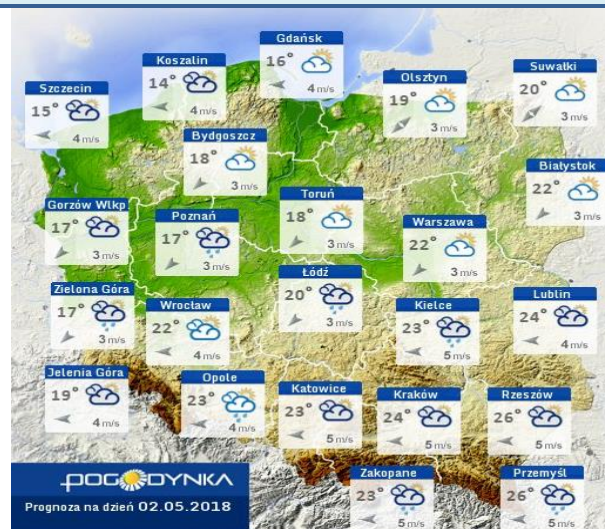 Gdańsk
16°
4 m/s
Koszalin
14°
4 m/s
Suwałki
20°
3 m/s
Olsztyn
19°
3 m/s
Szczecin
15°
4 m/s
Bydgoszcz
18°
3 m/s
Białystok
22°
3 m/s
Toruń
18°
3 m/s
Gorzów Wlkp
17°
3 m/s
Poznań
17°
3 m/s
Warszawa
22°
3 m/s
Łódź
20°
3 m/s
Zielona Góra
17°
3 m/s
Lublin
24°
4 m/s
Wrocław
22°
4 m/s
Kielce
23°
5 m/s
Jelenia Góra
19°
4 m/s
Opole
23°
4 m/s
Katowice
23°
5 m/s
Kraków
24°
5 m/s
Rzeszów
26°
5 m/s
Zakopane
23°
5 m/s
Przemyśl
26°
5 m/s
POGODYNKA
Prognoza na dzień 02.05.2018